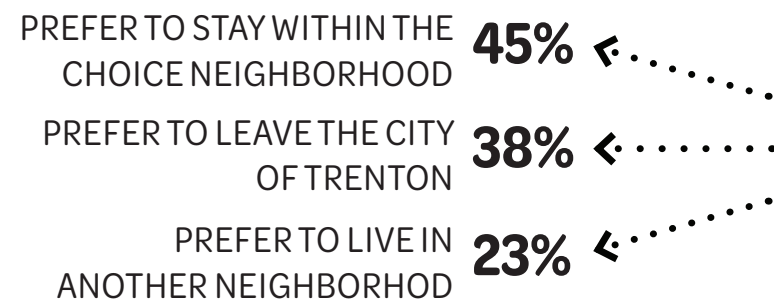 PREFER TO STAY WITHIN THE
CHOICE NEIGHBORHOOD
45%
PREFER TO LEAVE THE CITY
OF TRENTON
38%
PREFER TO LIVE IN
ANOTHER NEIGHBORHOD
23%